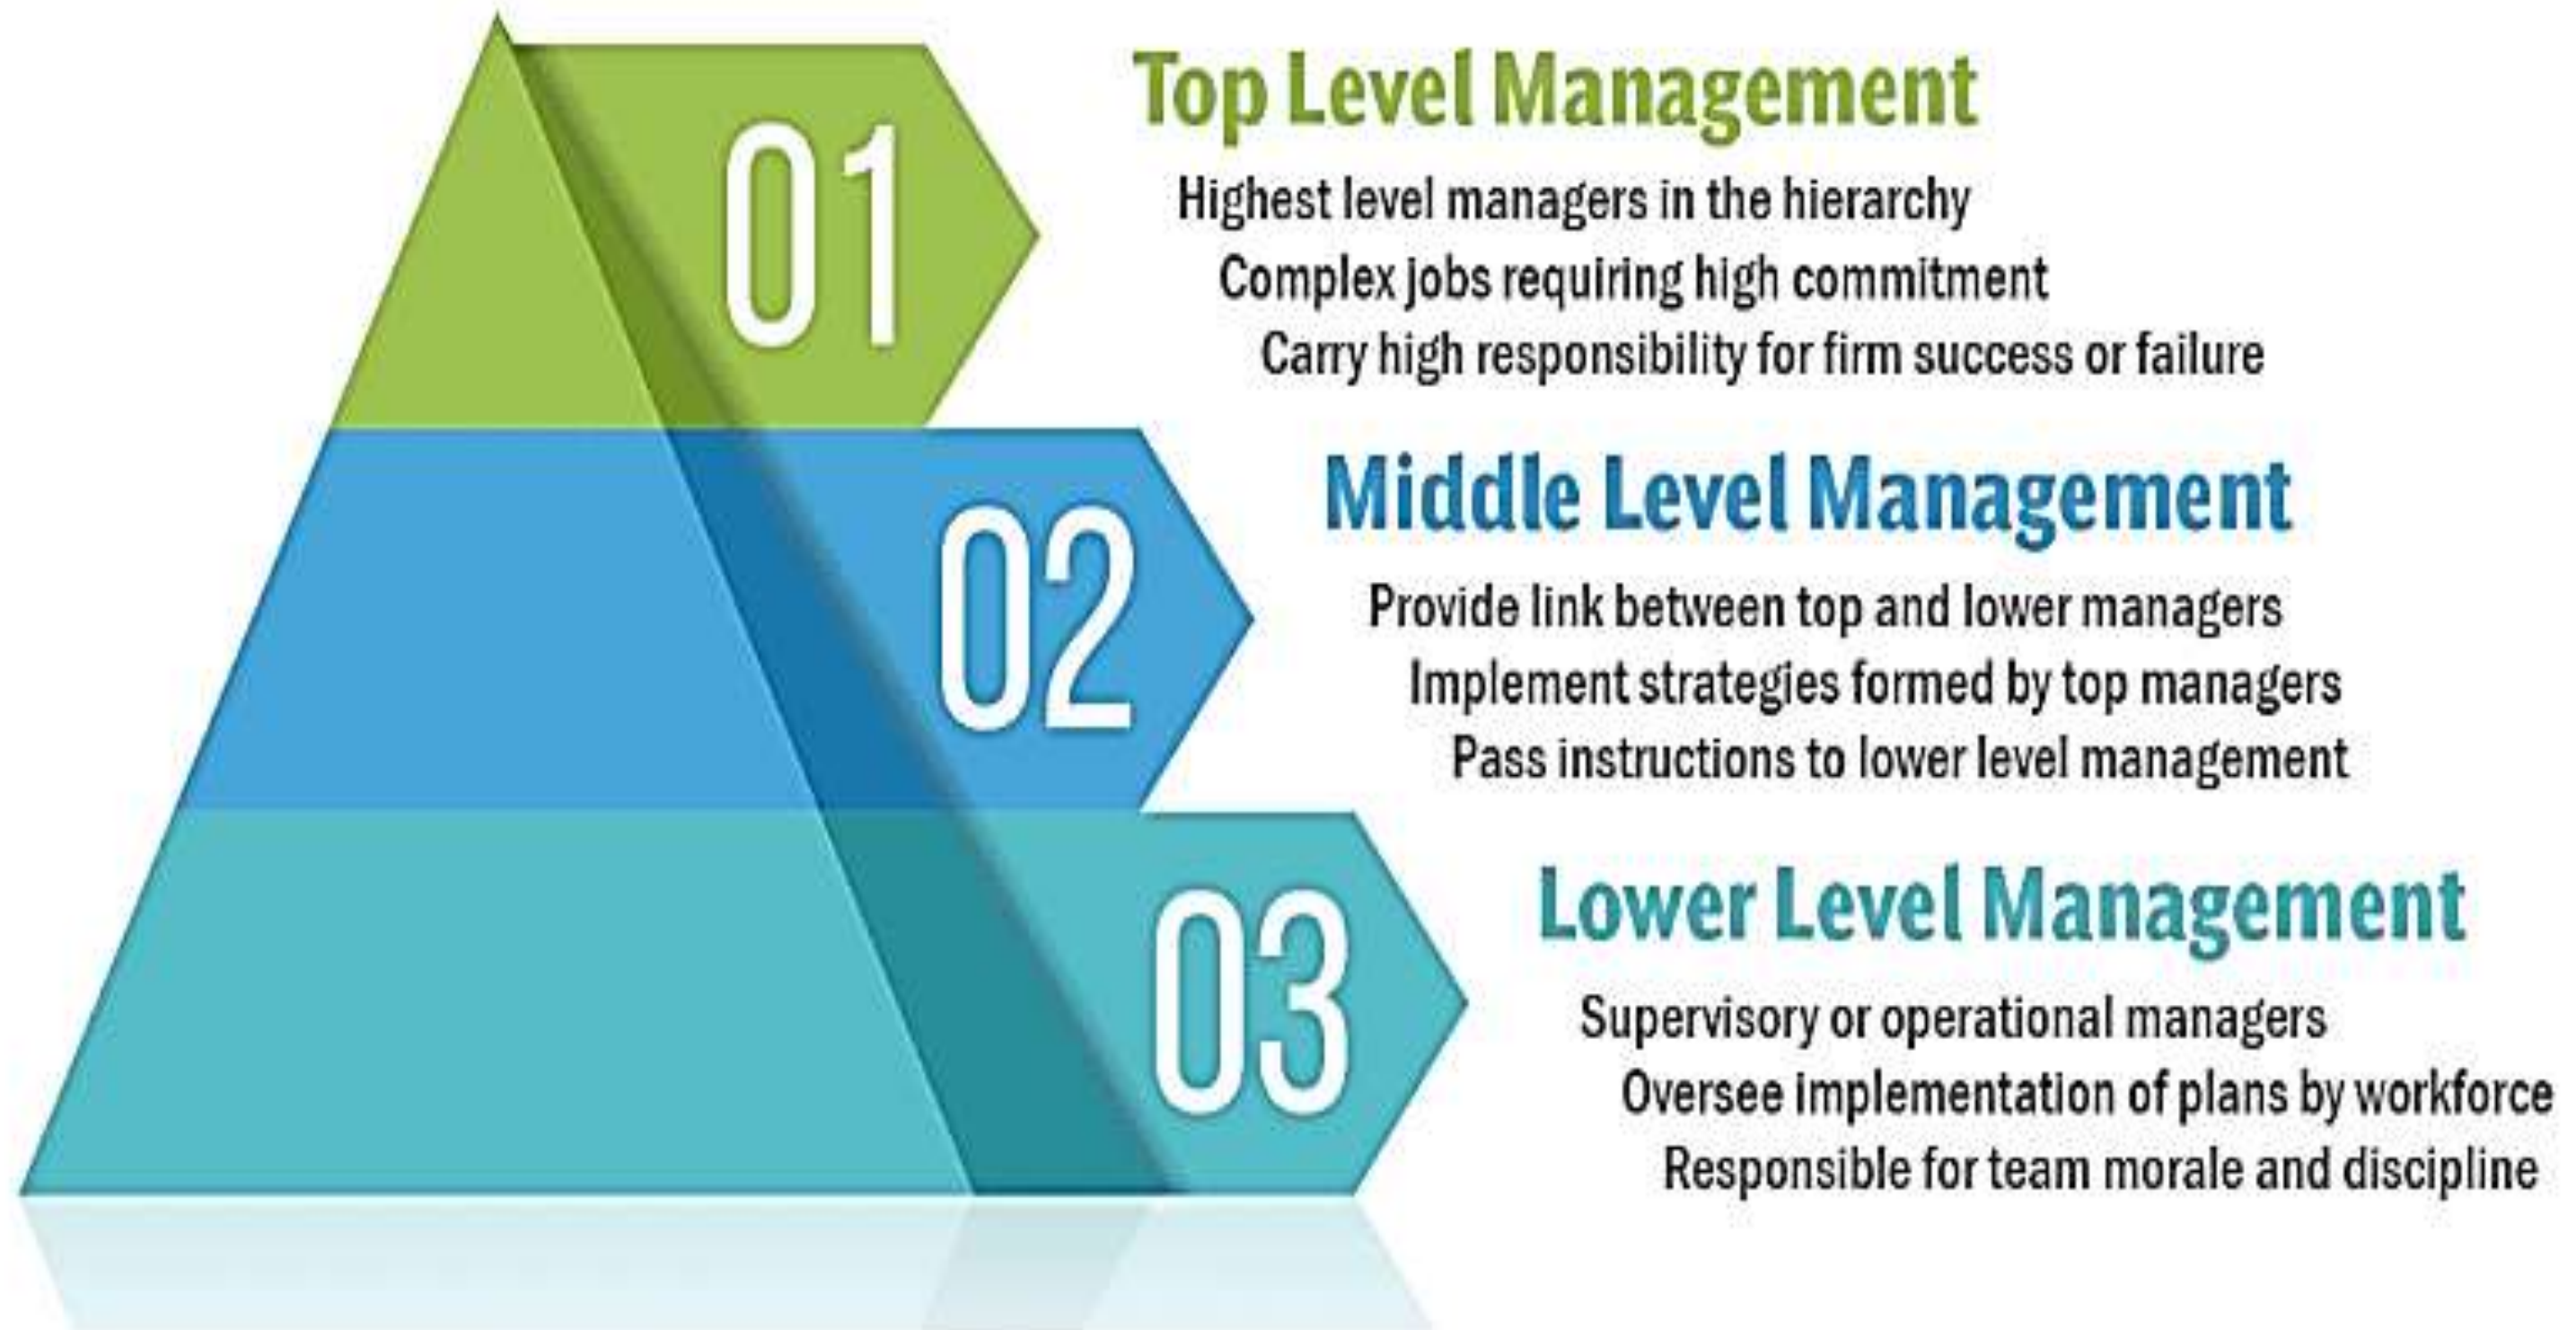 01
Top Level Management
Highest level managers in the hierarchy
Complex jobs requiring high commitment
Carry high responsibility for firm success or failure
02
Middle Level Management
Provide link between top and lower managers
Implement strategies formed by top managers
Pass instructions to lower level management
03
Lower Level Management
Supervisory or operational managers
Oversee implementation of plans by workforce
Responsible for team morale and discipline